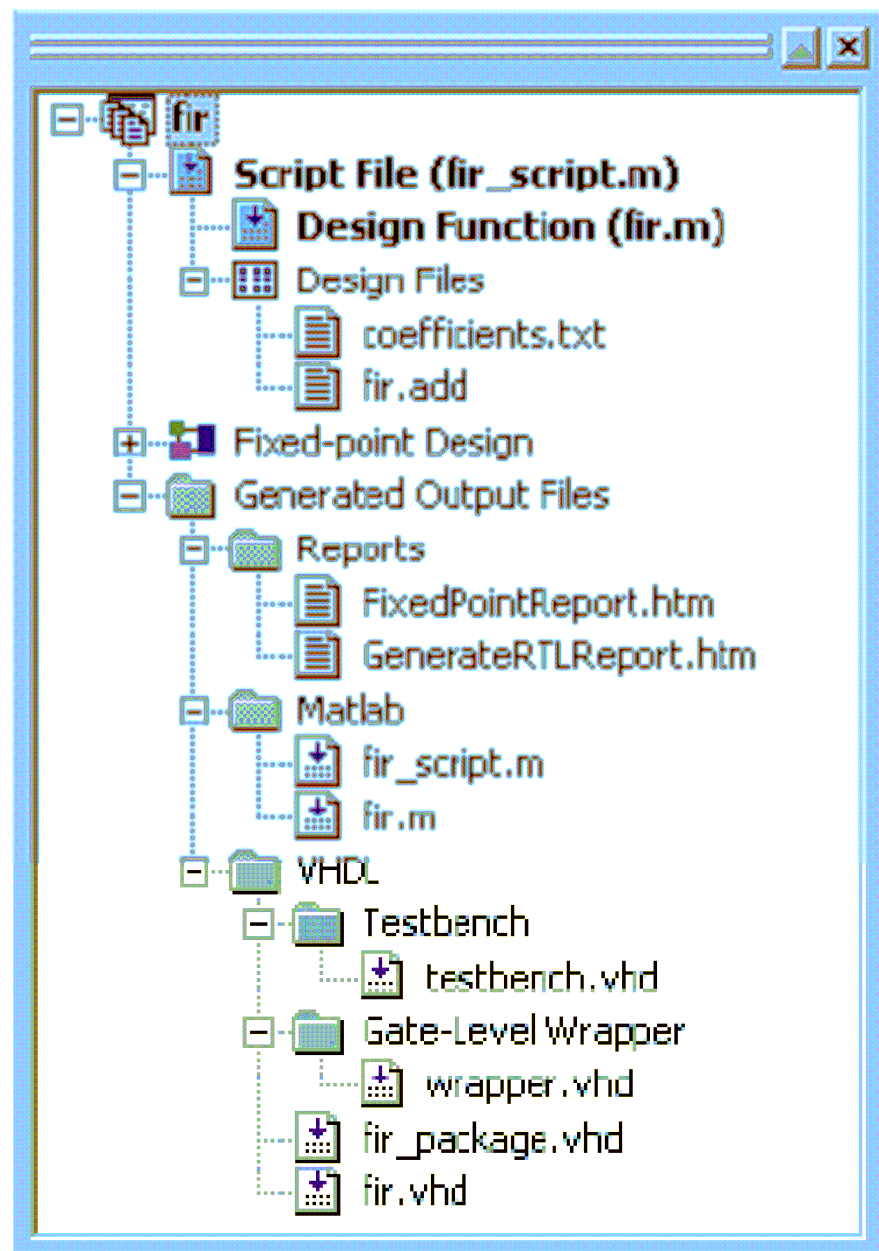 fir
Script File (fir_script.m)
Design Function (fir.m)
Design Files
coefficients.txt
fir.add
Fixed-point Design
Generated Output Files
Reports
FixedPointReport.htm
GenerateRTLReport.htm
Matlab
fir_script.m
fir.m
VHDL
Testbench
testbench.vhd
Gate-Level Wrapper
wrapper.vhd
fir_package.vhd
fir.vhd